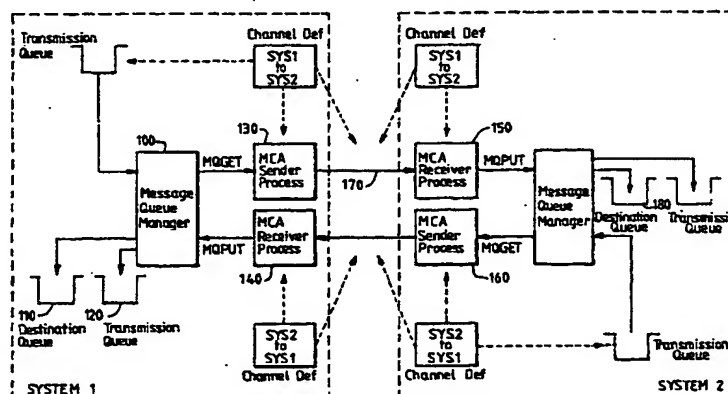 Transmission
Queue
Channel Def
SYS1
to
SYS2
100
130
Message
Queue
Manager
MQGET
MCA
Sender
Process
MQPUT
MCA
Receiver
Process
140
110
Destination
Queue
120
Transmission
Queue
SYS2
to
SYS1
Channel Def
SYSTEM 1
170
Channel Def
SYS1
to
SYS2
150
MCA
Receiver
Process
MQPUT
MCA
Sender
Process
MQGET
160
Message
Queue
Manager
180
Destination
Queue
Transmission
Queue
SYS2
to
SYS1
Channel Def
Transmission
Queue
SYSTEM 2